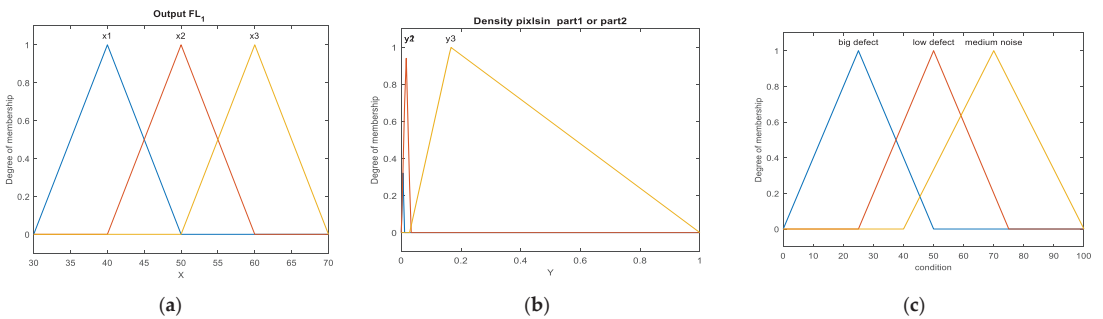 Output FL1
x1 x2 x3
1
0.8
0.6
0.4
0.2
0
Degree of membership
30 35 40 45 50 55 60 65 70
X
(a)
Density pixlsin part1 or part2
y3
1
0.8
0.6
0.4
0.2
0
Degree of membership
0 0.2 0.4 0.6 0.8 1
Y
(b)
big defect low defect medium noise
1
0.8
0.6
0.4
0.2
0
Degree of membership
0 10 20 30 40 50 60 70 80 90 100
condition
(c)